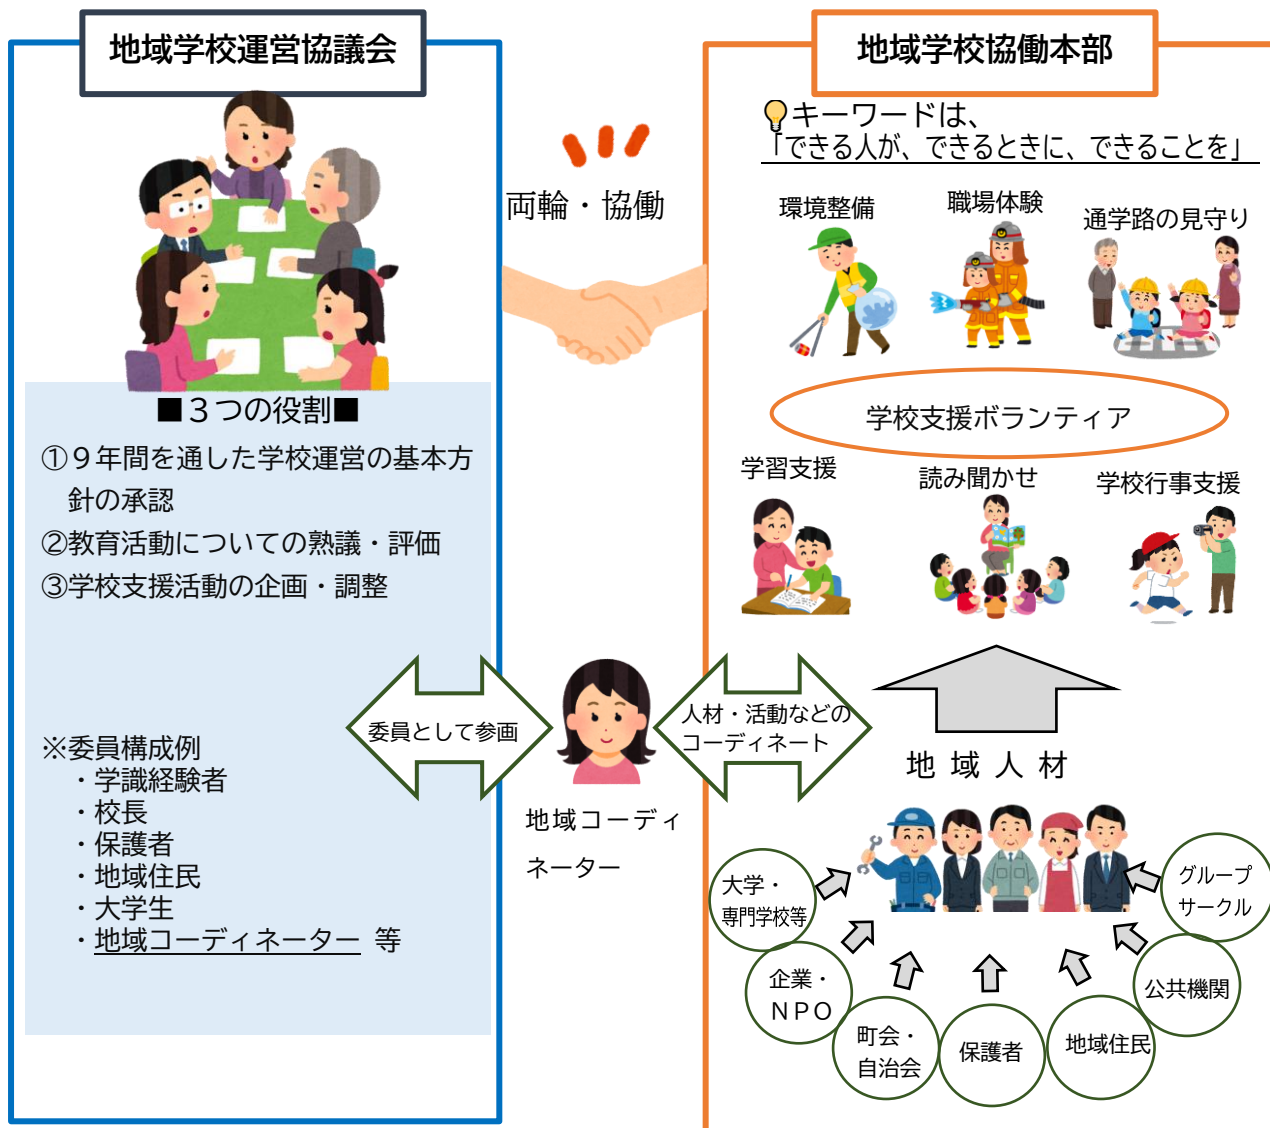 地域学校運営協議会
■３つの役割■
①９年間を通した学校運営の基本方
針の承認
②教育活動についての熟議・評価
③学校支援活動の企画・調整
※委員構成例
・学識経験者
・校長
・保護者
・地域住民
・大学生
・地域コーディネーター 等
両輪・協働
委員として参画
地域コーディ
ネーター
人材・活動などの
コーディネート
地域学校協働本部
キーワードは、
「できる人が、できるときに、できることを」
環境整備
職場体験
通学路の見守り
学校支援ボランティア
学習支援
読み聞かせ
学校行事支援
地域人材
大学・
専門学校等
企業・
ＮＰＯ
町会・
自治会
保護者
地域住民
公共機関
グループ
サークル